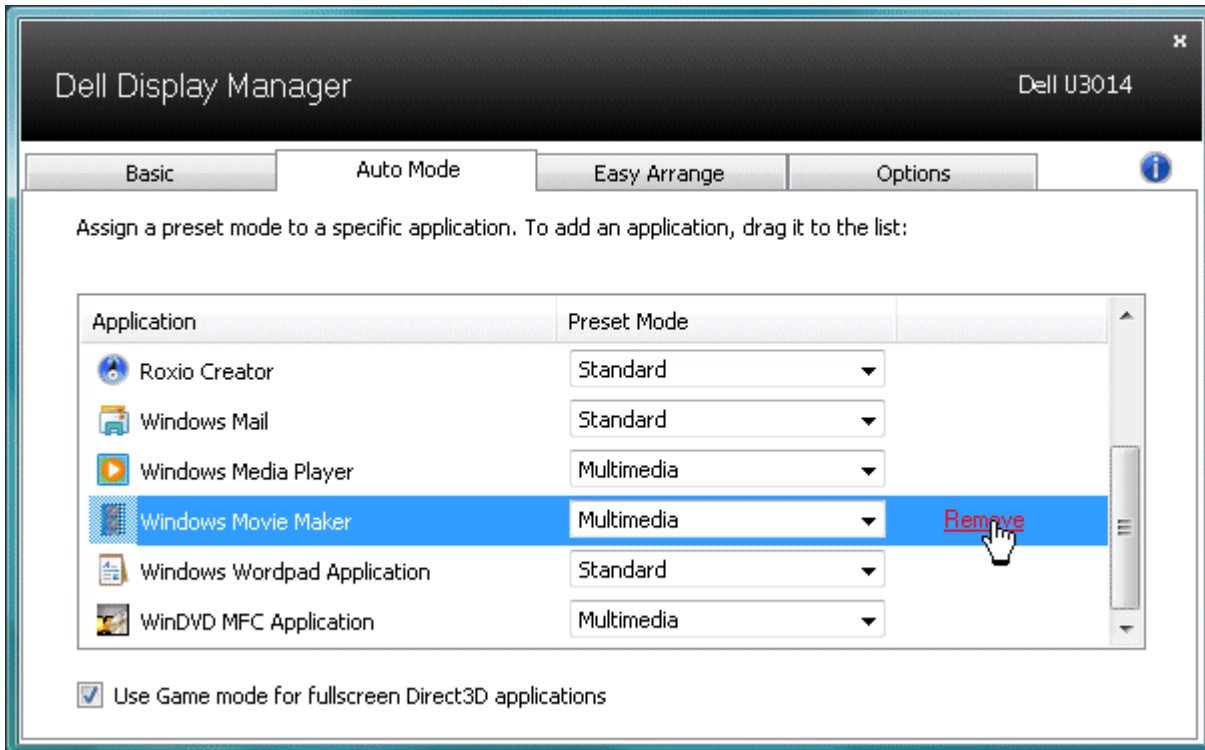 x
Dell Display Manager
Dell U3014
Basic Auto Mode Easy Arrange Options
i
Assign a preset mode to a specific application. To add an application, drag it to the list:
Application Preset Mode
Roxio Creator Standard
Windows Mail Standard
Windows Media Player Multimedia
Windows Movie Maker Multimedia Remove
Windows Wordpad Application Standard
WinDVD MFC Application Multimedia
Use Game mode for fullscreen Direct3D applications